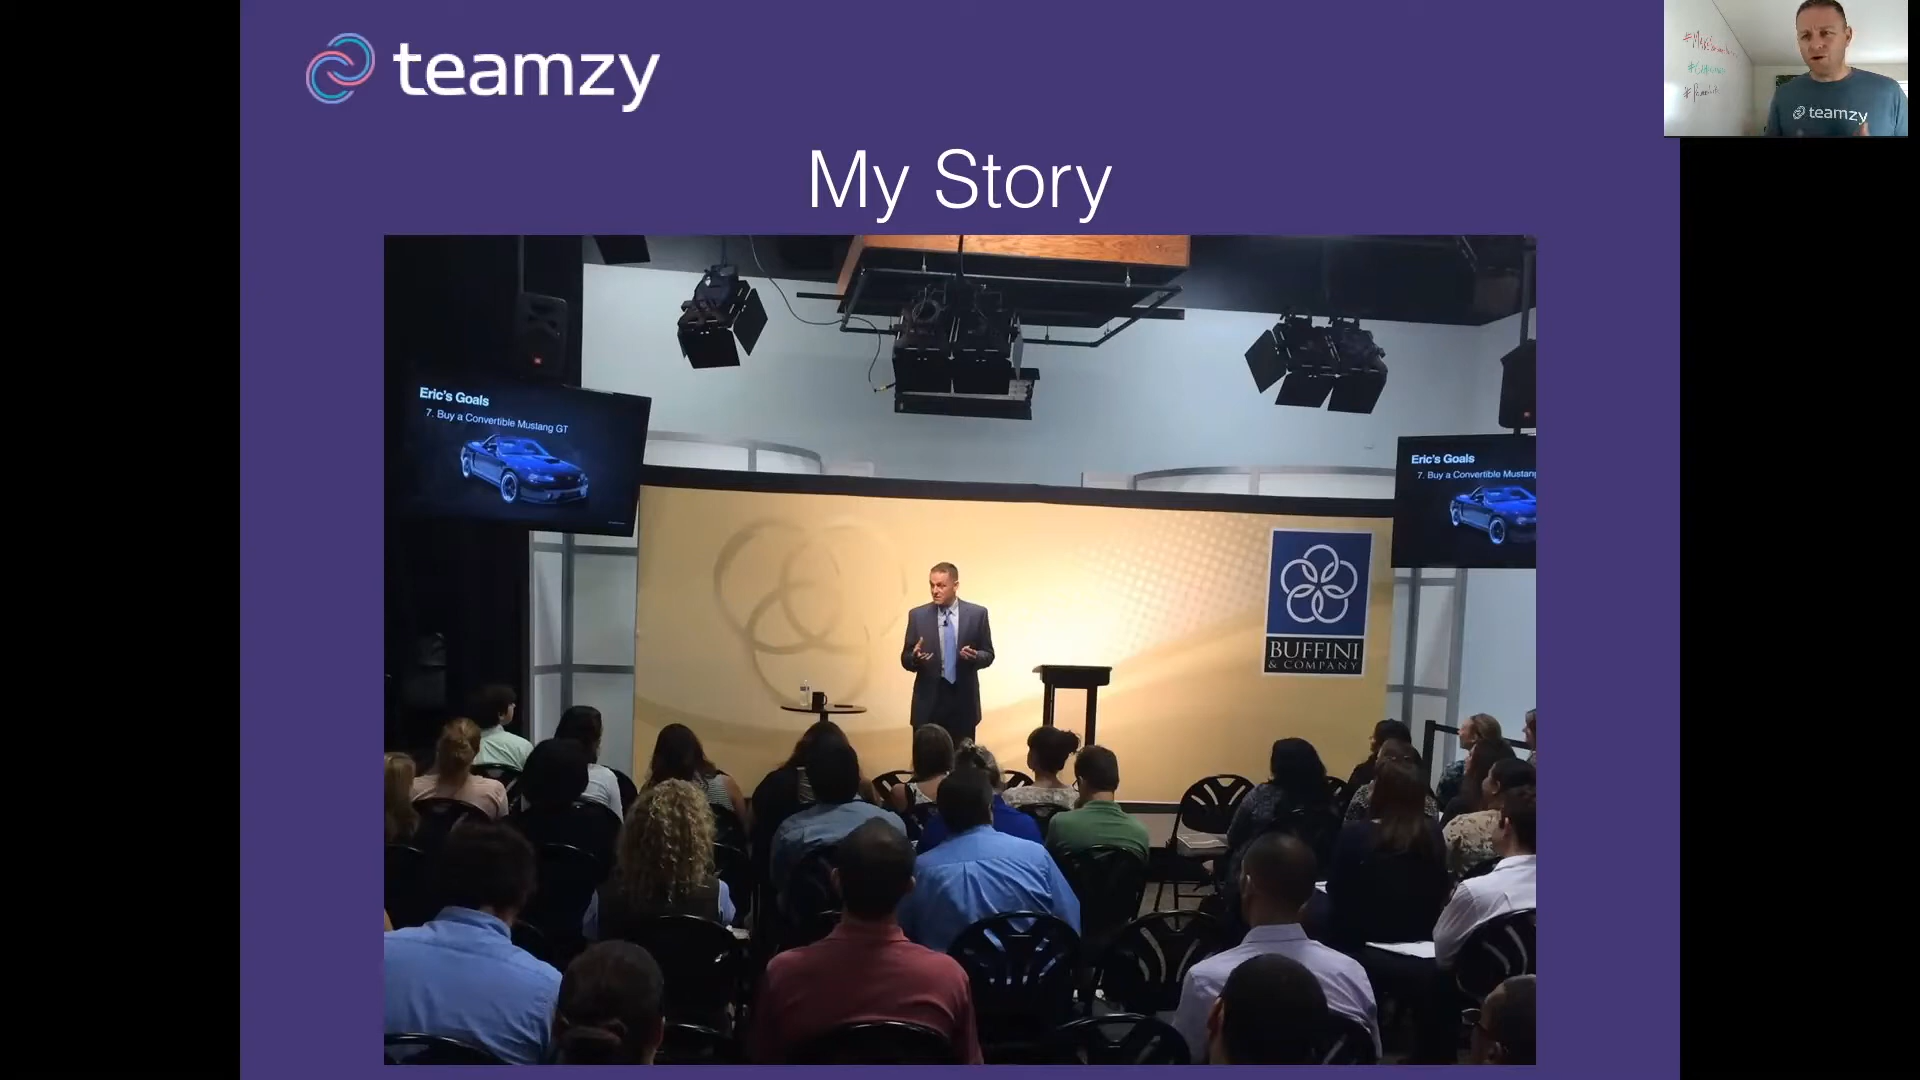 teamzy
teamzy
My Story
Eric's Goals
7. Buy a Convertible Mustang GT
Eric's Goals
7. Buy a Convertible Mustang
BUFFINI
& COMPANY